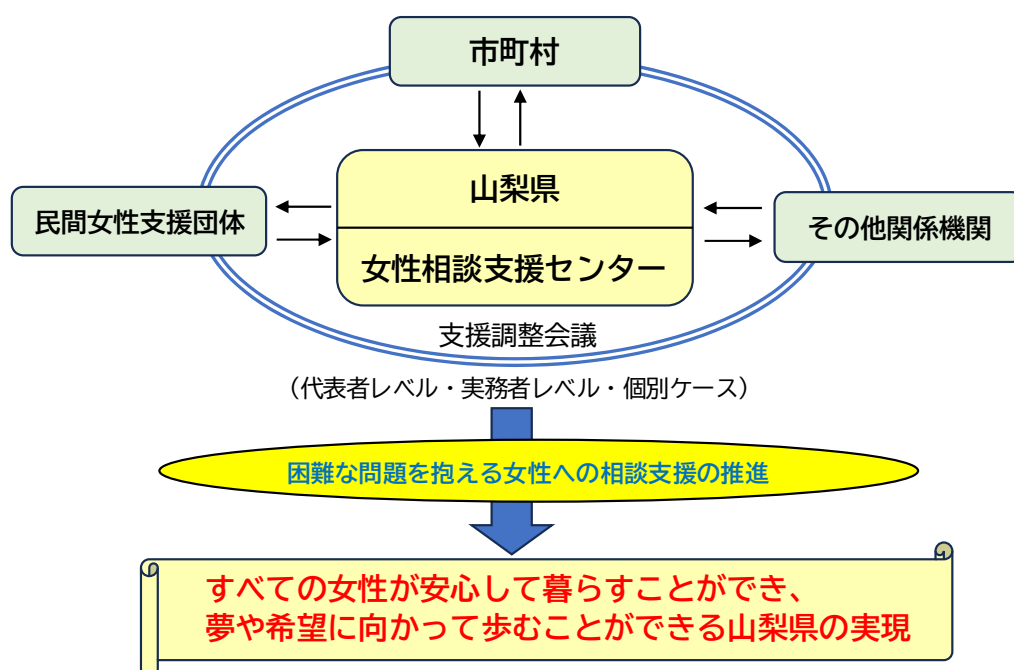 市町村
山梨県
民間女性支援団体
その他関係機関
女性相談支援センター
支援調整会議
（代表者レベル・実務者レベル・個別ケース）
困難な問題を抱える女性への相談支援の推進
すべての女性が安心して暮らすことができ、
夢や希望に向かって歩むことができる山梨県の実現